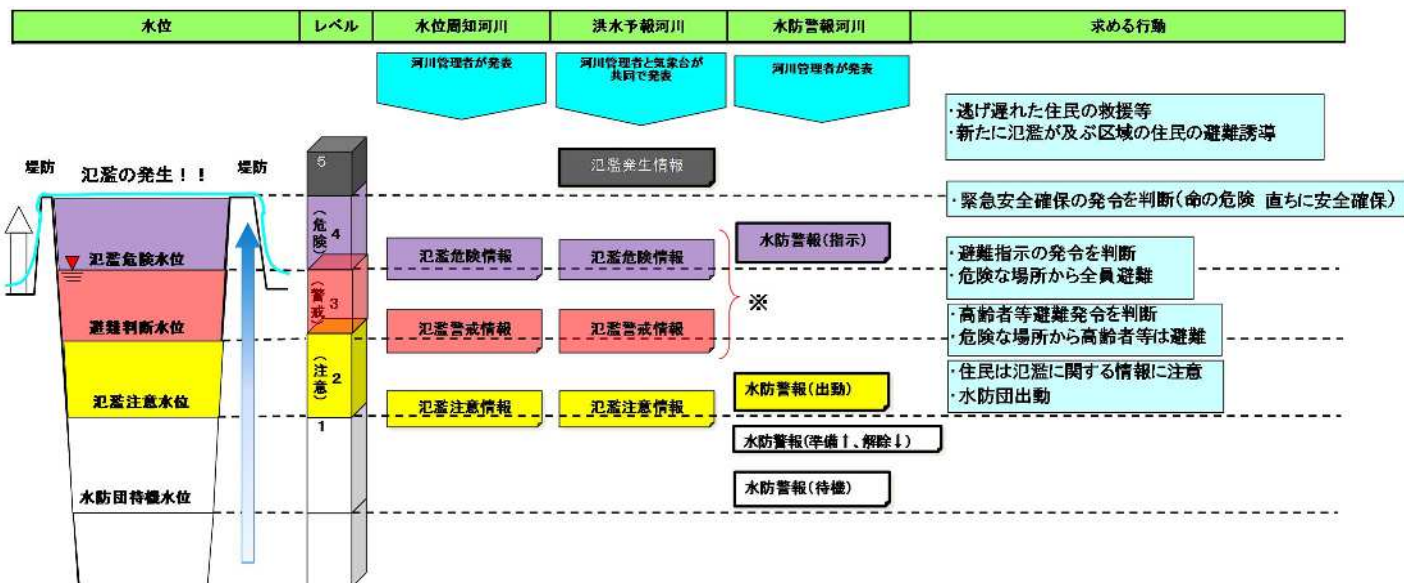 水位
レベル
水位周知河川
洪水予報河川
水防警報河川
求める行動
河川管理者が発表
河川管理者と気象台が
共同で発表
河川管理者が発表
・逃げ遅れた住民の救援等
・新たに氾濫が及ぶ区域の住民の避難誘導
堤防
氾濫の発生！！
堤防
5
氾濫発生情報
・緊急安全確保の発令を判断(命の危険 直ちに安全確保)
(危険)
4
水防警報(指示)
氾濫危険水位
氾濫危険情報
氾濫危険情報
・避難指示の発令を判断
・危険な場所から全員避難
(警戒)
3
※
避難判断水位
氾濫警戒情報
氾濫警戒情報
・高齢者等避難発令を判断
・危険な場所から高齢者等は避難
(注意)
2
氾濫注意水位
氾濫注意情報
氾濫注意情報
水防警報(出動)
・住民は氾濫に関する情報に注意
・水防団出動
1
水防警報(準備↑、解除↓)
水防団待機水位
水防警報(待機)